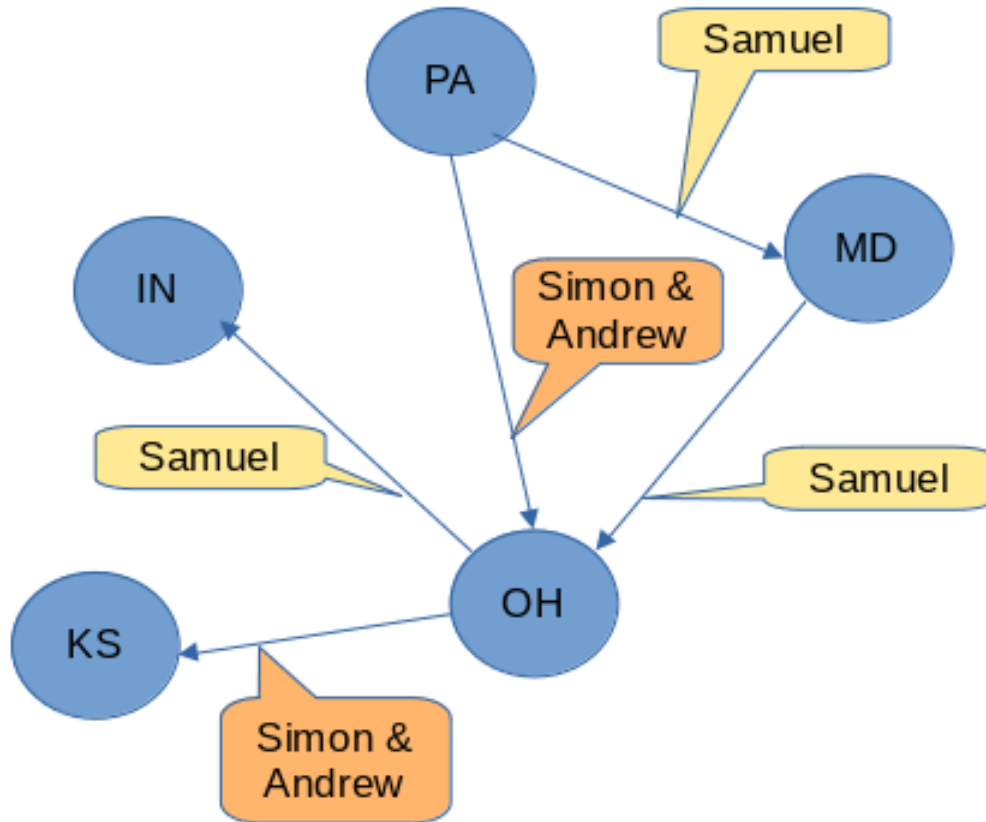 PA
Samuel
MD
IN
Simon &
Andrew
Samuel
Samuel
OH
KS
Simon &
Andrew